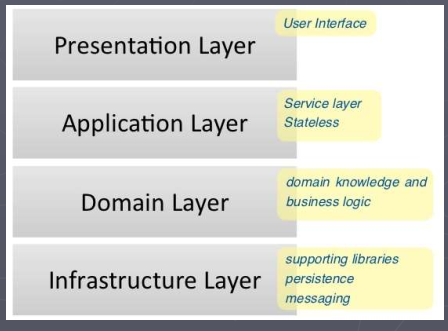 Presentation Layer
User Interface
Application Layer
Service layer
Stateless
Domain Layer
domain knowledge and
business logic
Infrastructure Layer
supporting libraries
persistence
messaging